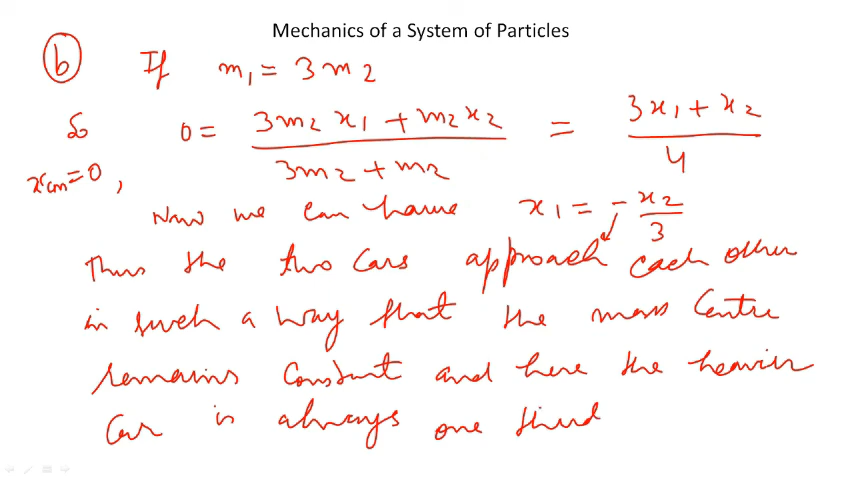 Mechanics of a System of Particles
(b) If m₁ = 3m₂
So 0 = (3m₂x₁ + m₂x₂)/(3m₂ + m₂) = (3x₁ + x₂)/4
xcm = 0,
Now we can have x₁ = -x₂/3
Thus the two cars approach each other
in such a way that the mass centre
remains constant and here the heavier
car is always one third